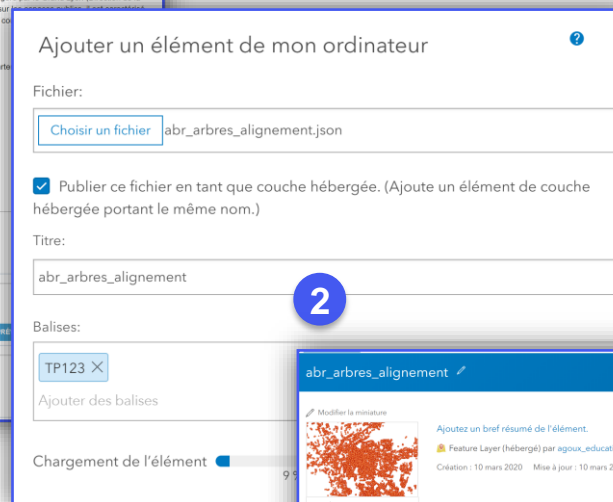 Ajouter un élément de mon ordinateur
?
Fichier:
Choisir un fichier abr_arbres_alignement.json
Publier ce fichier en tant que couche hébergée. (Ajoute un élément de couche
hébergée portant le même nom.)
Titre:
abr_arbres_alignement
2
Balises:
TP123 ×
Ajouter des balises
Chargement de l'élément
9
abr_arbres_alignement
Modifier la miniature
Ajoutez un bref résumé de l'élément.
Feature Layer (hébergé) par agoux_educati
Création : 10 mars 2020 Mise à jour : 10 mars 2